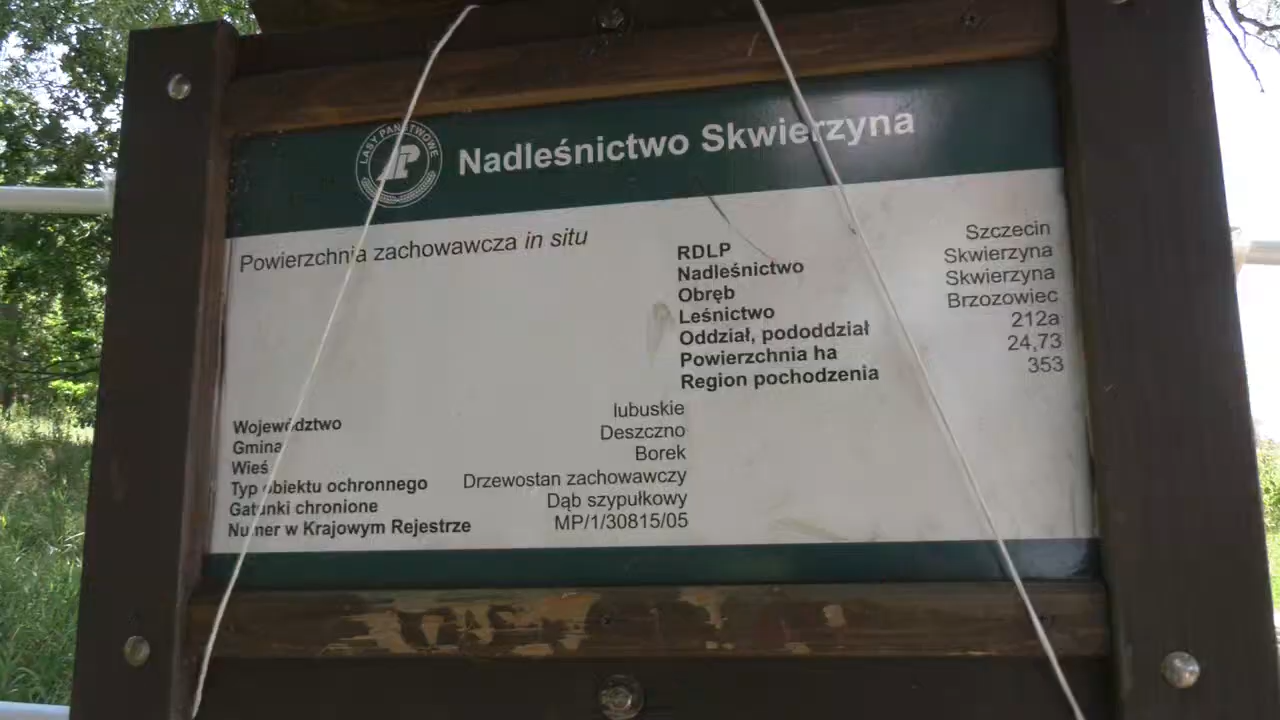 LASY PAŃSTWOWE
Nadleśnictwo Skwierzyna
Powierzchnia zachowawcza in situ
RDLP Szczecin
Nadleśnictwo Skwierzyna
Obręb Skwierzyna
Leśnictwo Brzozowiec
Oddział, pododdział 212a
Powierzchnia ha 24,73
Region pochodzenia 353
Województwo lubuskie
Gmina Deszczno
Wieś Borek
Typ obiektu ochronnego Drzewostan zachowawczy
Gatunki chronione Dąb szypułkowy
Numer w Krajowym Rejestrze MP/1/30815/05